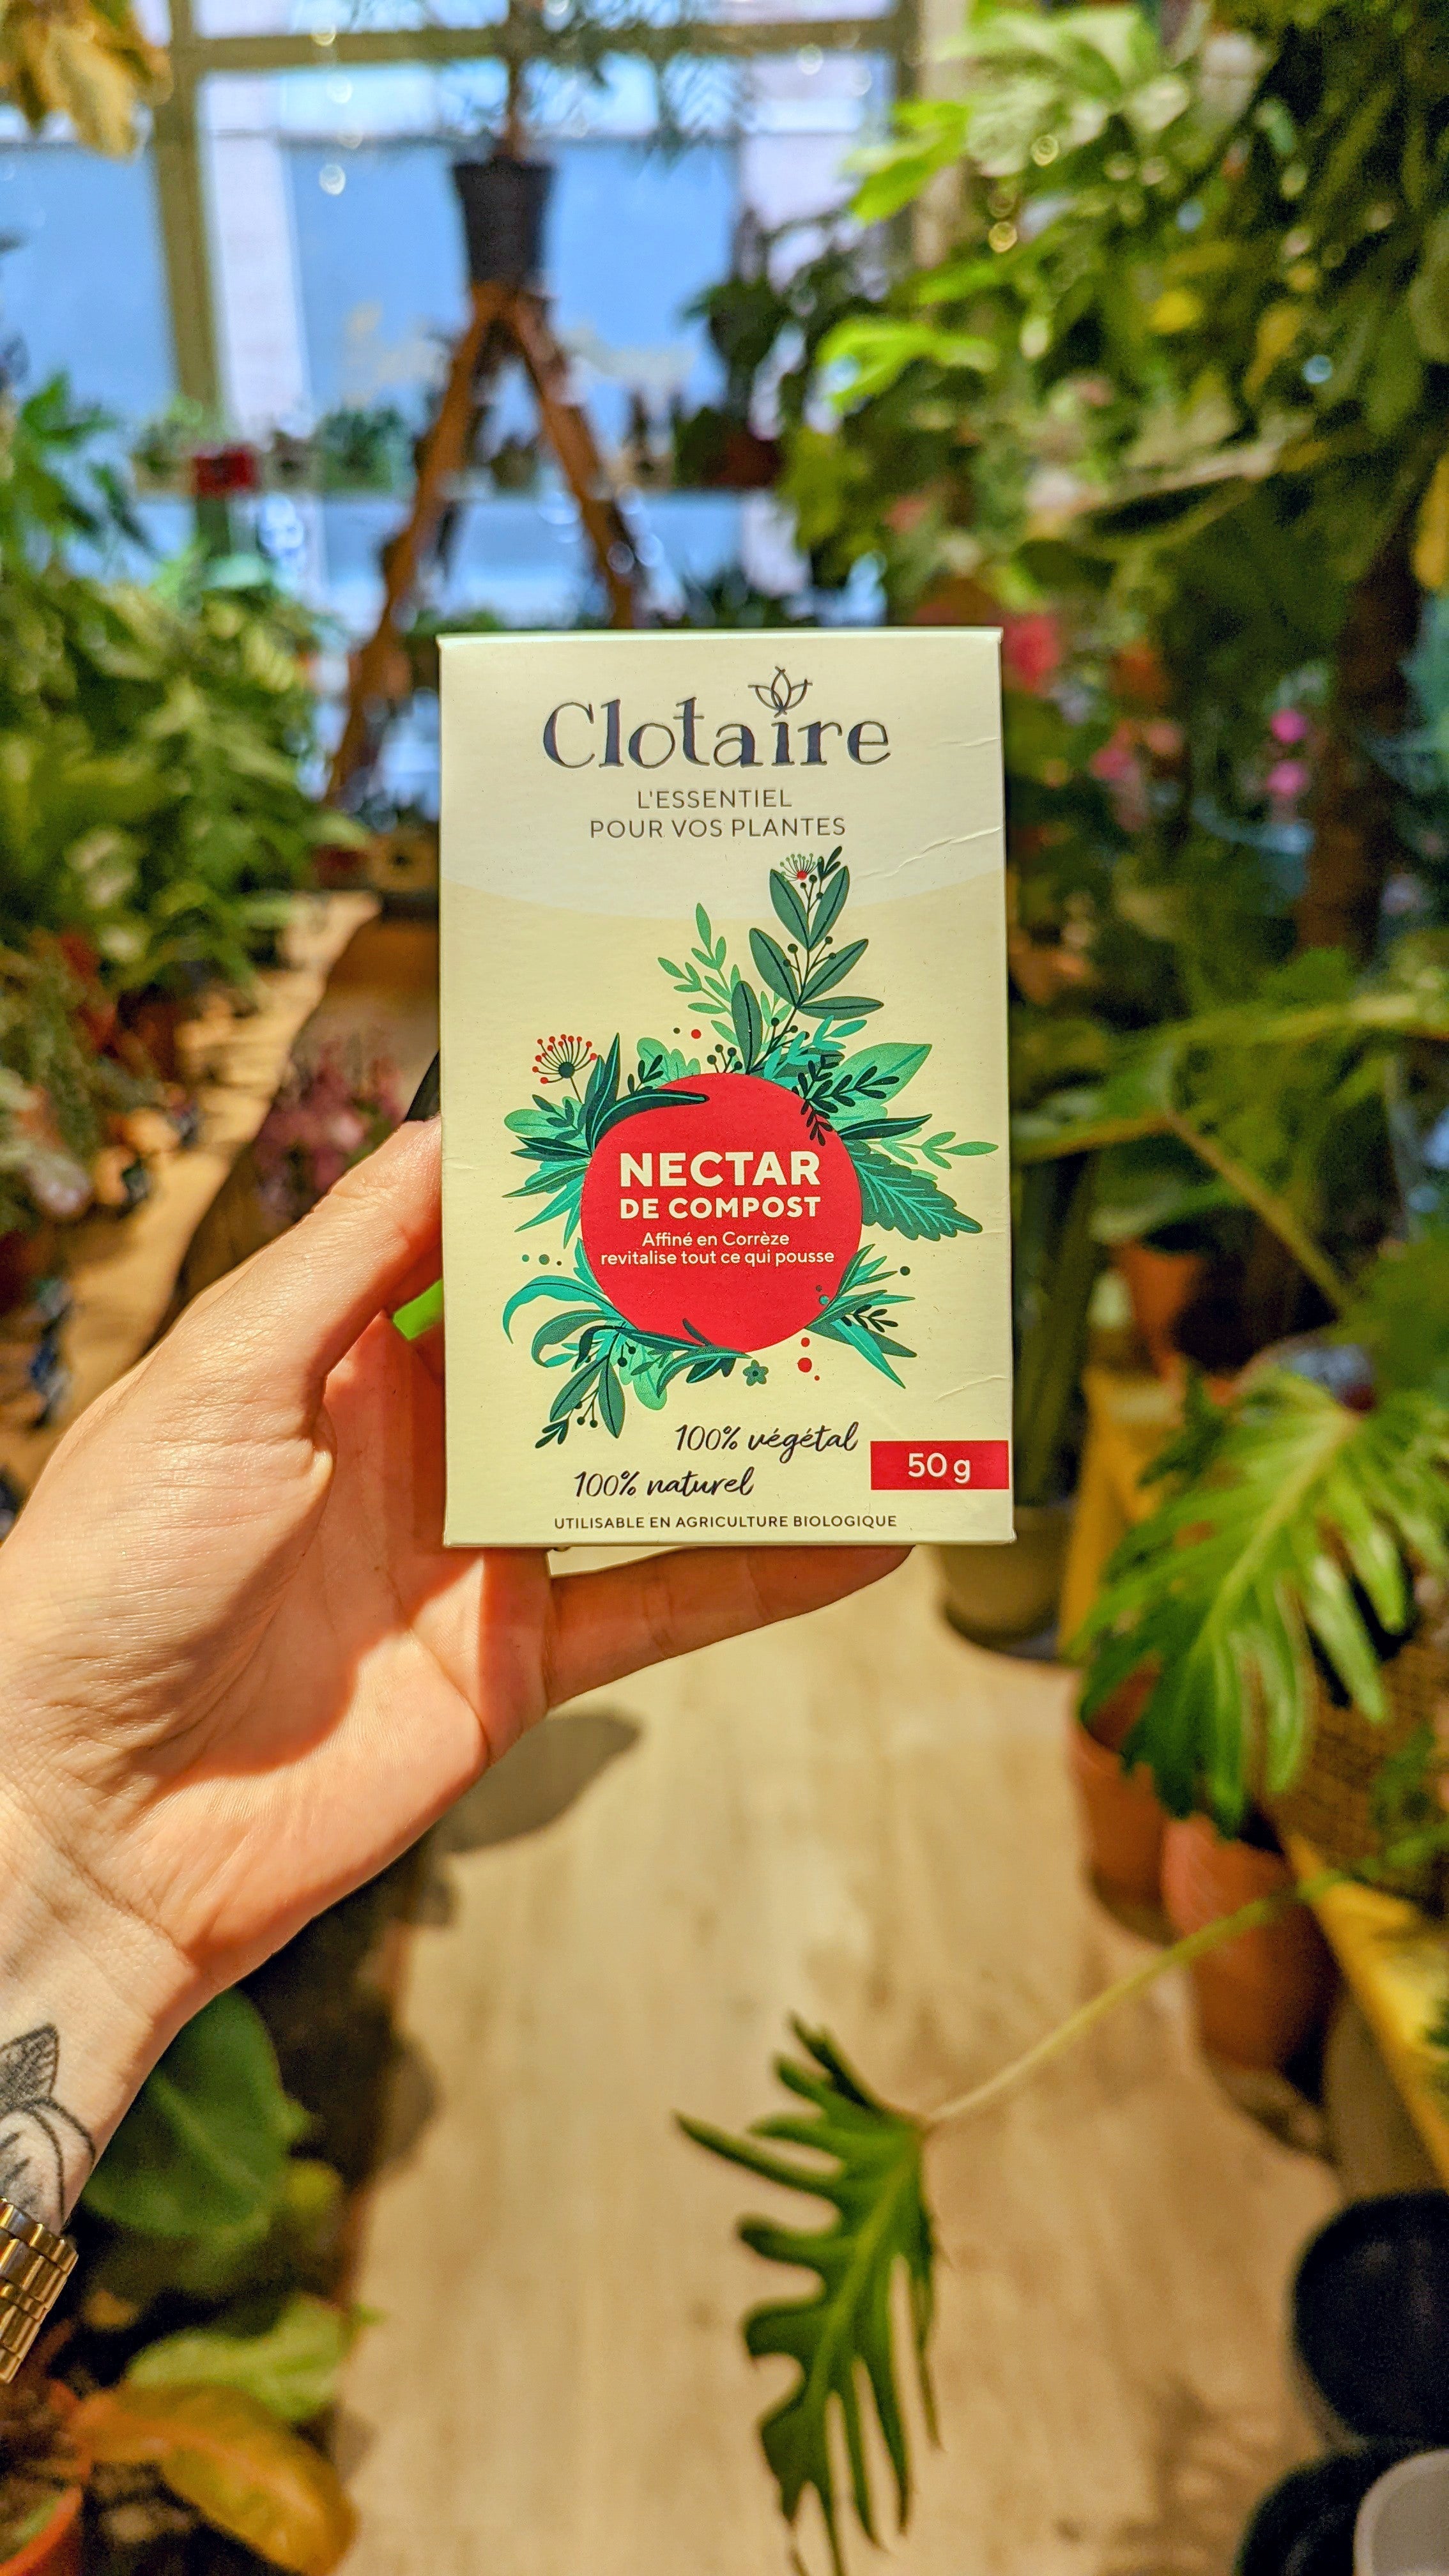 Clotaire
L'ESSENTIEL
POUR VOS PLANTES
NECTAR
DE COMPOST
Affiné en Corrèze
revitalise tout ce qui pousse
100% végétal
50 g
100% naturel
UTILISABLE EN AGRICULTURE BIOLOGIQUE